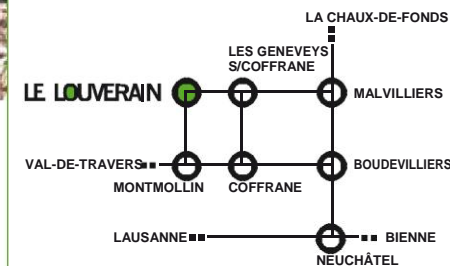 LA CHAUX-DE-FONDS
LES GENEVEYS
S/COFFRANE
LE LOUVERAIN
MALVILLIERS
VAL-DE-TRAVERS
BOUDEVILLIERS
MONTMOLLIN
COFFRANE
LAUSANNE
BIENNE
NEUCHÂTEL